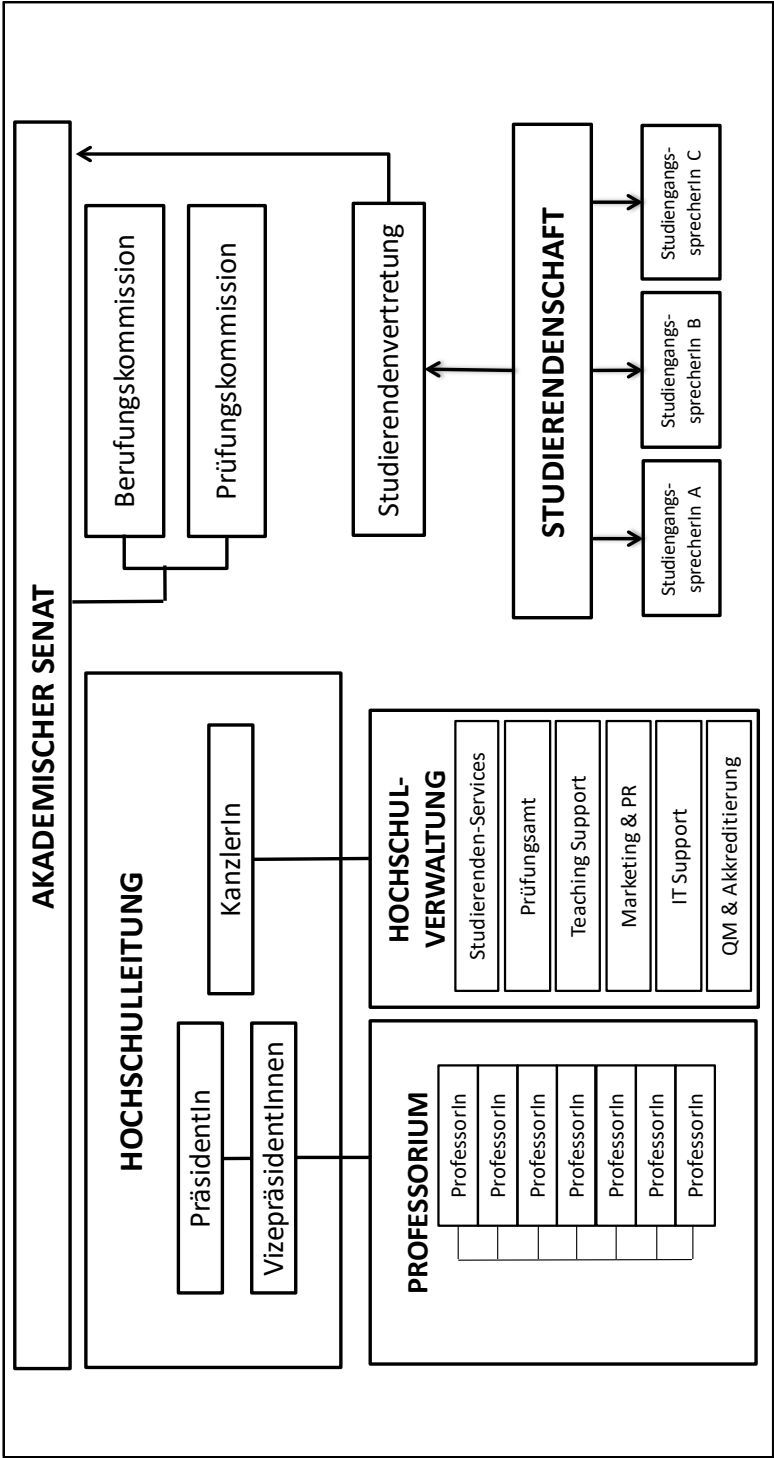 AKADEMISCHER SENAT
HOCHSCHULLEITUNG
PräsidentIn
VizepräsidentInnen
KanzlerIn
Berufungskommission
Prüfungskommission
PROFESSORIUM
ProfessorIn
ProfessorIn
ProfessorIn
ProfessorIn
ProfessorIn
ProfessorIn
ProfessorIn
HOCHSCHUL-
VERWALTUNG
Studierenden-Services
Prüfungsamt
Teaching Support
Marketing & PR
IT Support
QM & Akkreditierung
Studierendenvertretung
STUDIERENDENSCHAFT
Studiengangs-
sprecherIn A
Studiengangs-
sprecherIn B
Studiengangs-
sprecherIn C